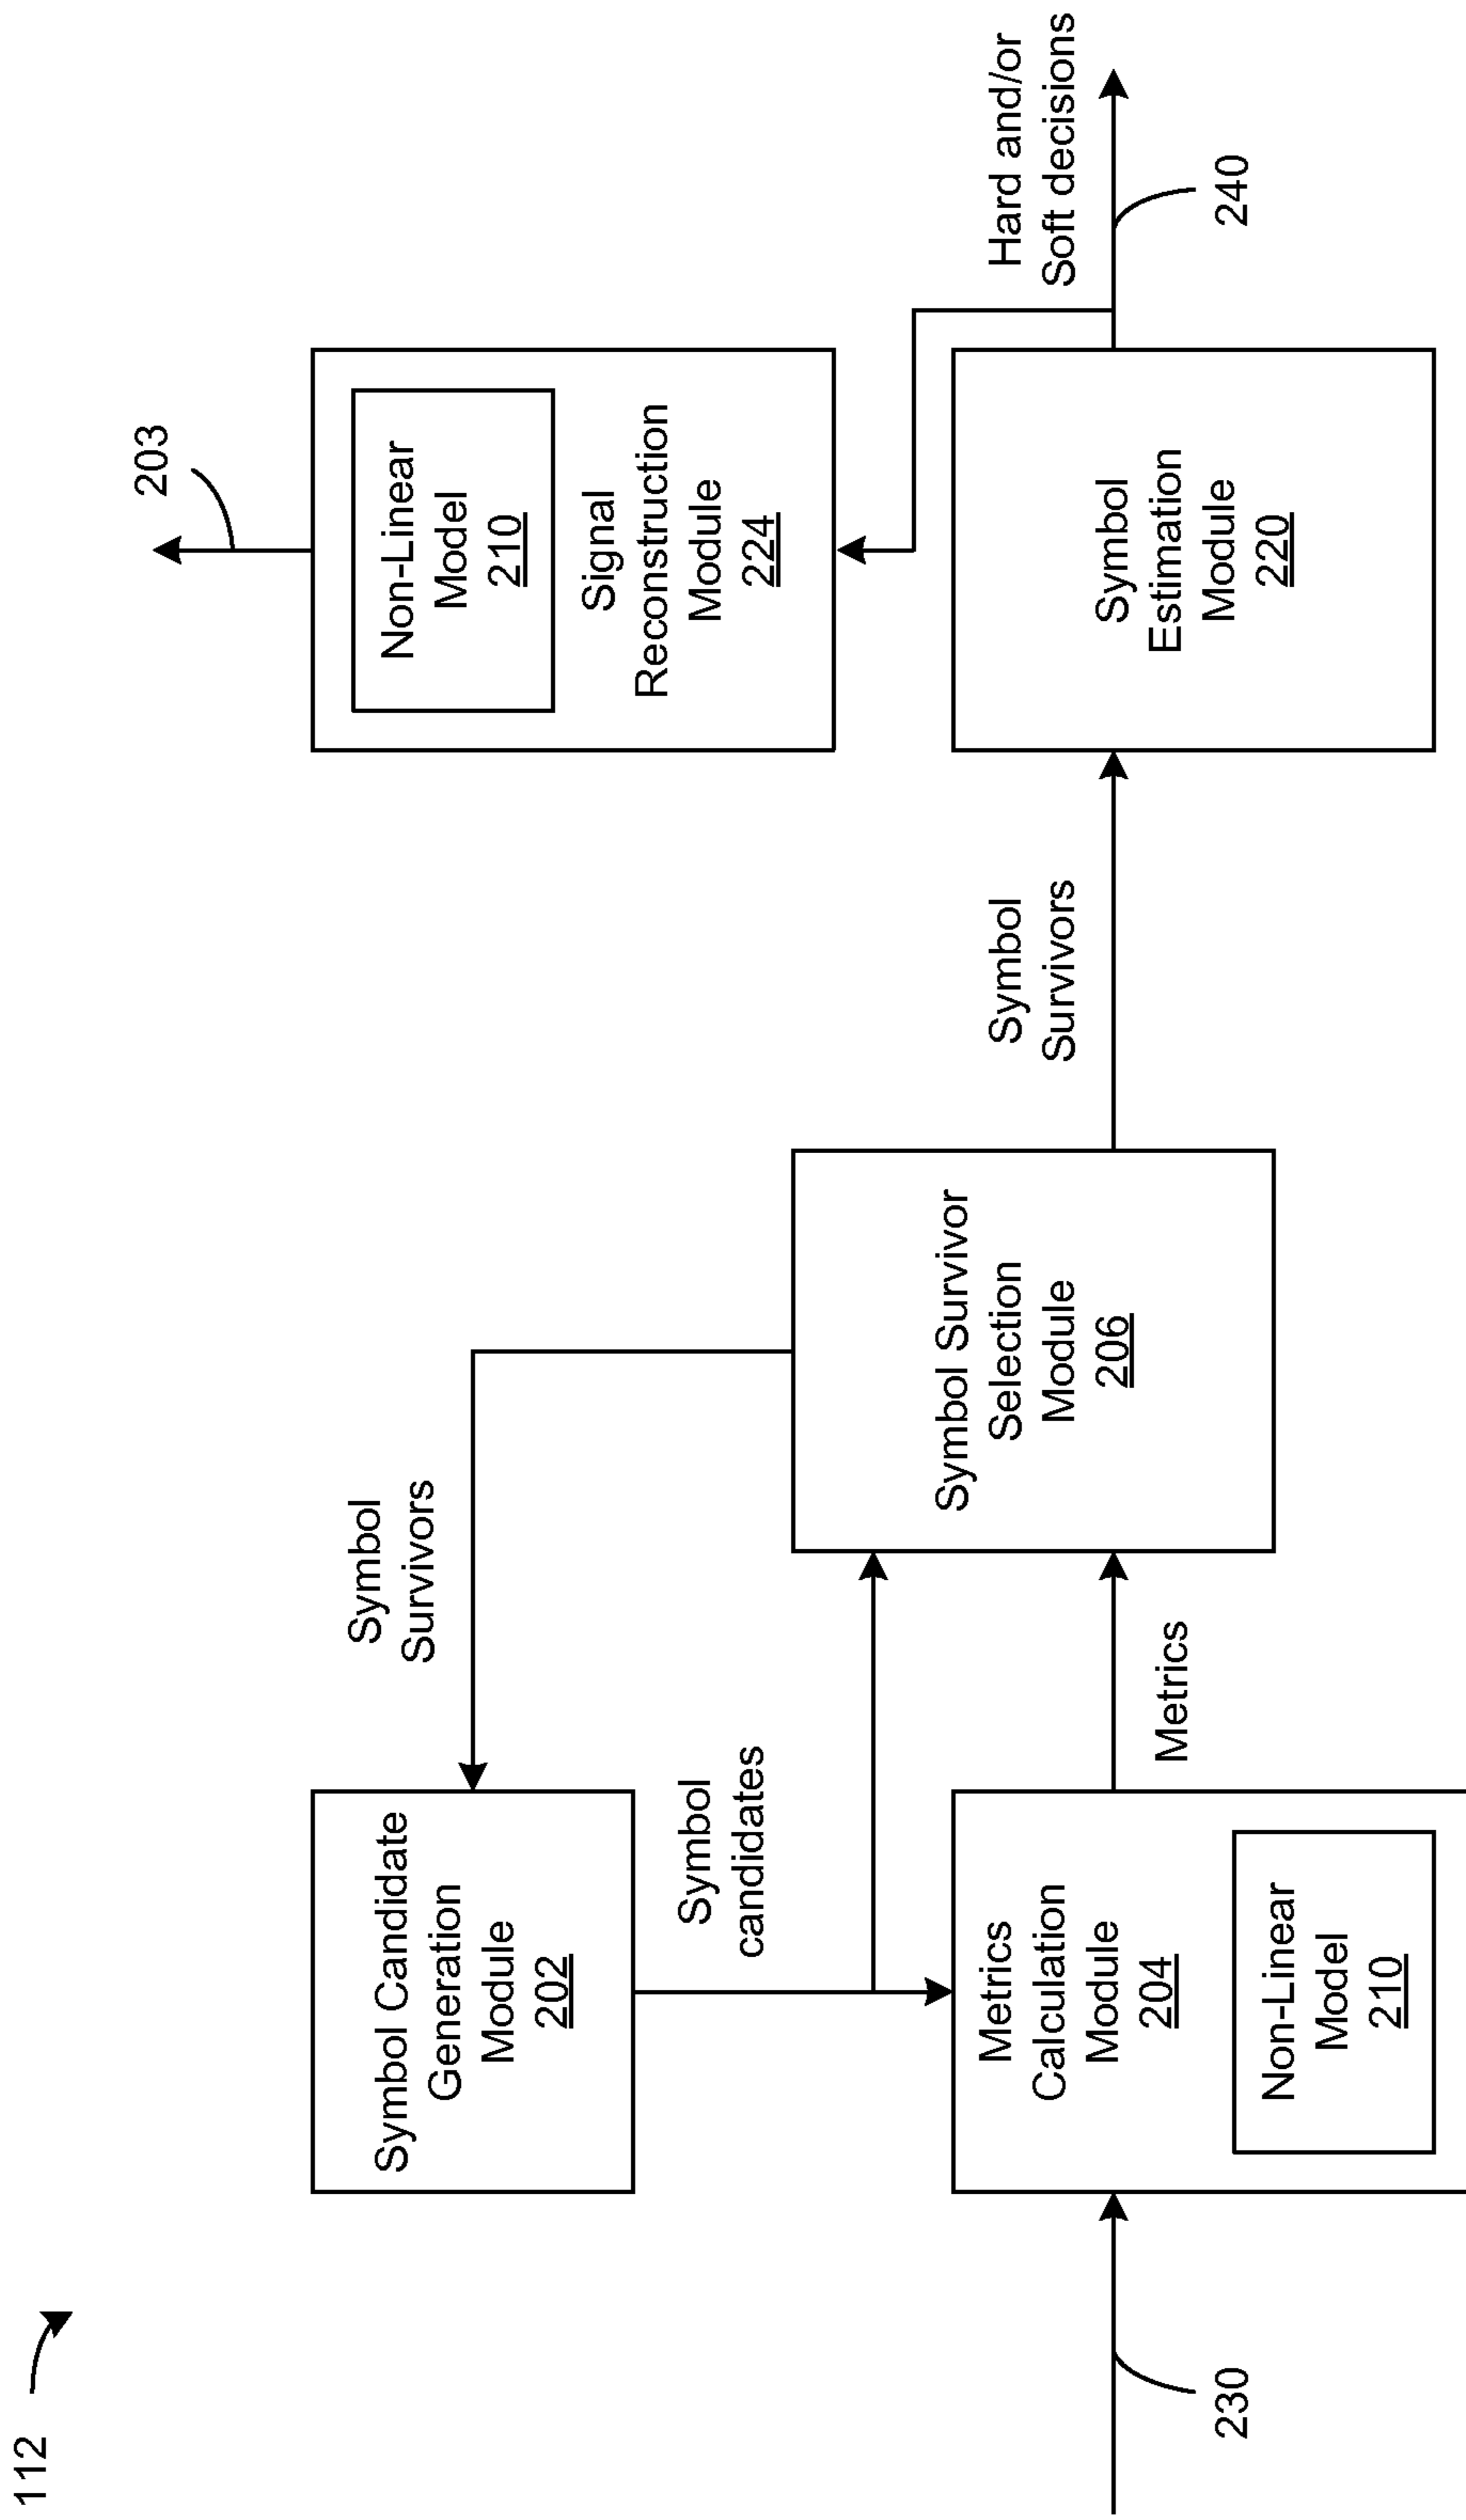 112
203
Symbol Candidate
Generation
Module
202
Symbol
Survivors
Non-Linear
Model
210
Signal
Reconstruction
Module
224
Symbol
candidates
Symbol Survivor
Selection
Module
206
Symbol
Survivors
Hard and/or
Soft decisions
Metrics
Calculation
Module
204
Non-Linear
Model
210
Metrics
Symbol
Estimation
Module
220
230
240